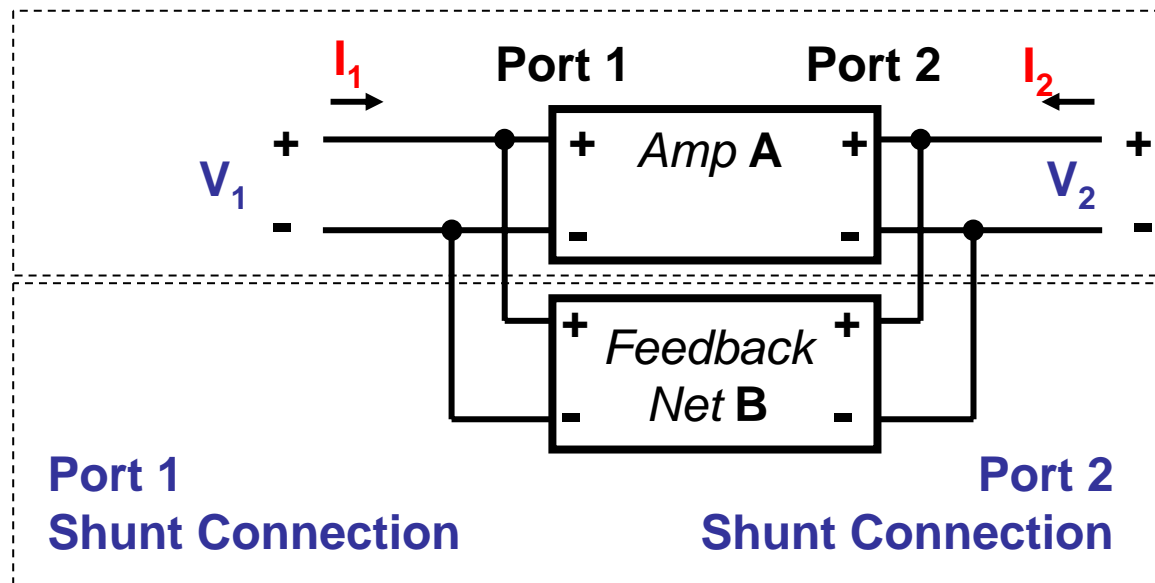 Port 1 Port 2
I₁ I₂
+ + Amp A + +
V₁ V₂
- - - -
+ Feedback +
- Net B -
Port 1 Port 2
Shunt Connection Shunt Connection